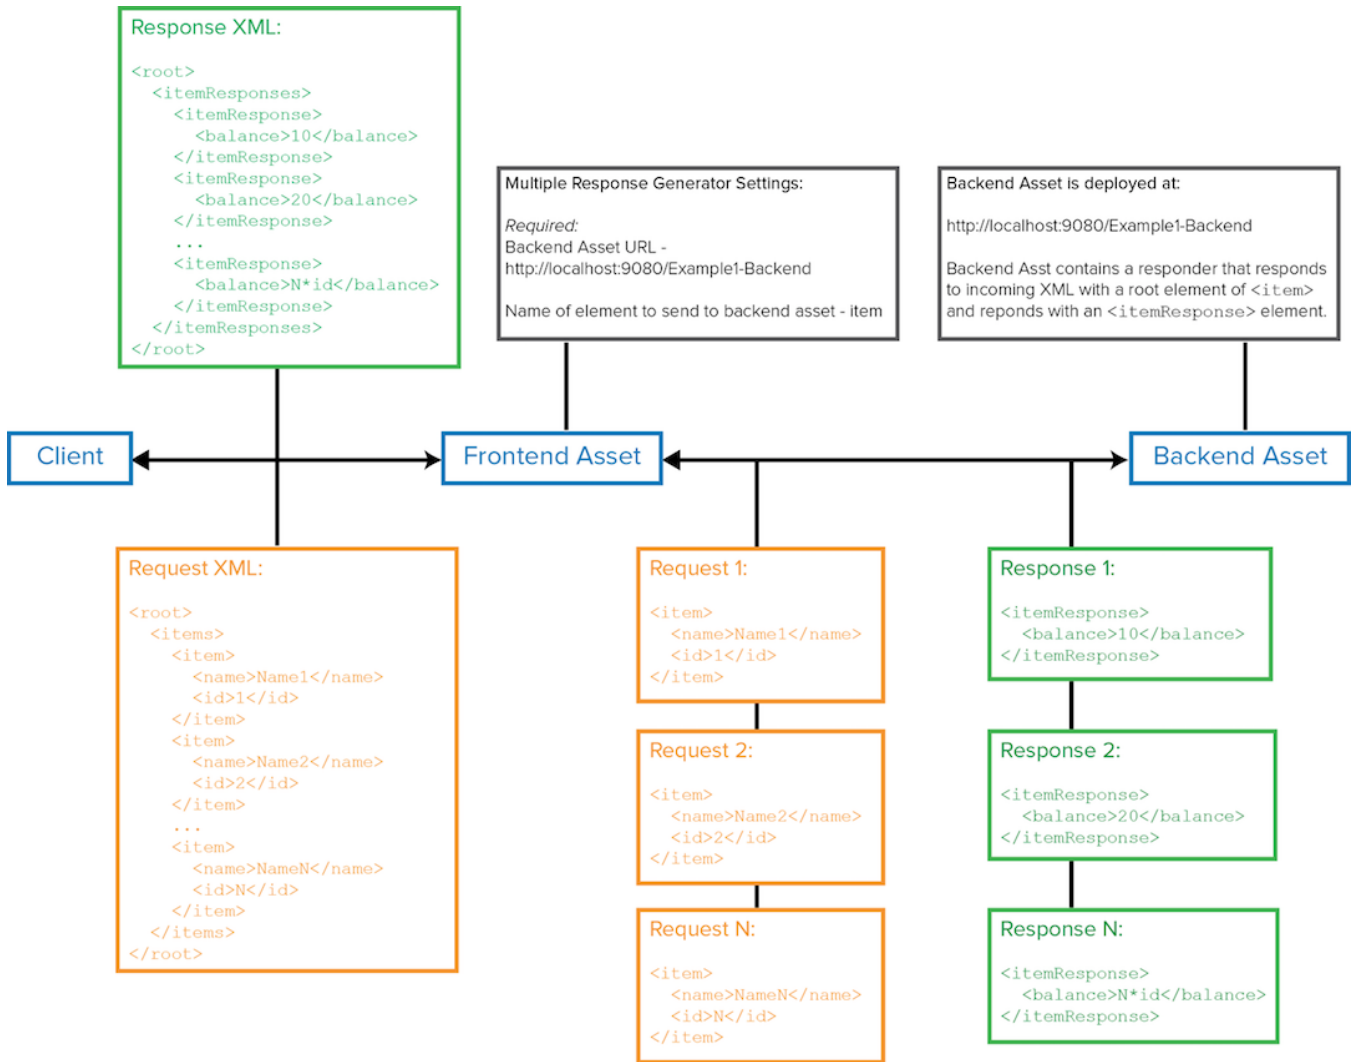 Response XML:
<root>
<itemResponses>
<itemResponse>
<balance>10</balance>
</itemResponse>
<itemResponse>
<balance>20</balance>
</itemResponse>
...
<itemResponse>
<balance>N*id</balance>
</itemResponse>
</itemResponses>
</root>
Multiple Response Generator Settings:
Required:
Backend Asset URL -
http://localhost:9080/Example1-Backend
Name of element to send to backend asset - item
Backend Asset is deployed at:
http://localhost:9080/Example1-Backend
Backend Asst contains a responder that responds
to incoming XML with a root element of <item>
and reponds with an <itemResponse> element.
Client
Frontend Asset
Backend Asset
Request XML:
<root>
<items>
<item>
<name>Name1</name>
<id>1</id>
</item>
<item>
<name>Name2</name>
<id>2</id>
</item>
...
<item>
<name>NameN</name>
<id>N</id>
</item>
</items>
</root>
Request 1:
<item>
<name>Name1</name>
<id>1</id>
</item>
Request 2:
<item>
<name>Name2</name>
<id>2</id>
</item>
Request N:
<item>
<name>NameN</name>
<id>N</id>
</item>
Response 1:
<itemResponse>
<balance>10</balance>
</itemResponse>
Response 2:
<itemResponse>
<balance>20</balance>
</itemResponse>
Response N:
<itemResponse>
<balance>N*id</balance>
</itemResponse>